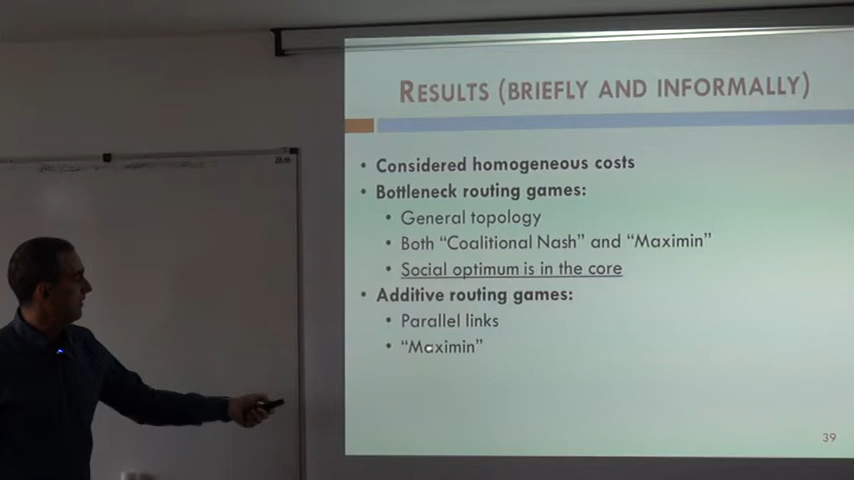 RESULTS (BRIEFLY AND INFORMALLY)
• Considered homogeneous costs
• Bottleneck routing games:
• General topology
• Both “Coalitional Nash” and “Maximin”
• Social optimum is in the core
• Additive routing games:
• Parallel links
• “Maximin”
39